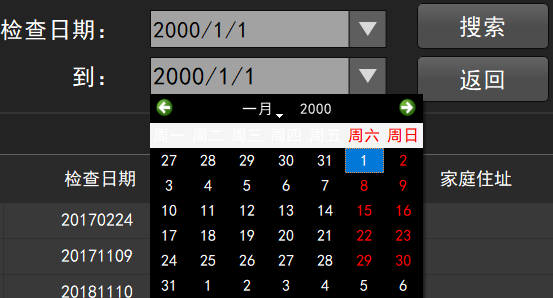 检查日期： 2000/1/1 搜索
到： 2000/1/1 返回
一月 2000
周一 周二 周三 周四 周五 周六 周日
27 28 29 30 31 1 2
检查日期 3 4 5 6 7 8 9 家庭住址
20170224 10 11 12 13 14 15 16
17 18 19 20 21 22 23
20171109 24 25 26 27 28 29 30
20181110 31 1 2 3 4 5 6